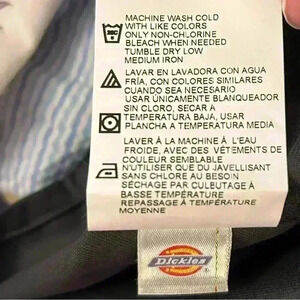 MACHINE WASH COLD
WITH LIKE COLORS
ONLY NON-CHLORINE
BLEACH WHEN NEEDED
TUMBLE DRY LOW
MEDIUM IRON
LAVAR EN LAVADORA CON AGUA
FRÍA, CON COLORES SIMILARES
CUANDO SEA NECESARIO
USAR ÚNICAMENTE BLANQUEADOR
SIN CLORO, SECAR A
TEMPERATURA BAJA, USAR
PLANCHA A TEMPERATURA MEDIA
LAVER À LA MACHINE À L'EAU
FROIDE, AVEC DES VÊTEMENTS DE
COULEUR SEMBLABLE
N'UTILISER QUE DU JAVELLISANT
SANS CHLORE AU BESOIN
SÉCHAGE PAR CULBUTAGE À
BASSE TEMPÉRATURE
REPASSAGE À TEMPÉRATURE
MOYENNE
Dickies